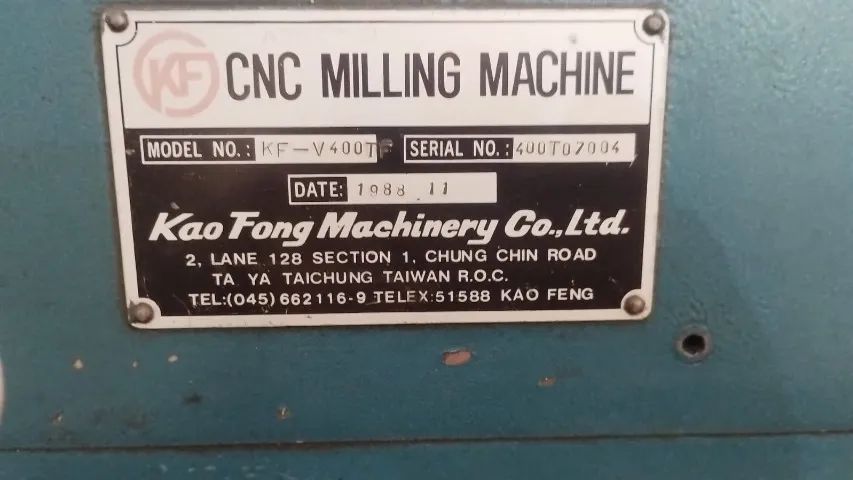 KF CNC MILLING MACHINE
MODEL NO.: KF-V400TF SERIAL NO.: 400T07004
DATE: 1988 11
Kao Fong Machinery Co.,Ltd.
2, LANE 128 SECTION 1, CHUNG CHIN ROAD
TA YA TAICHUNG TAIWAN R.O.C.
TEL:(045)662116-9 TELEX:51588 KAO FENG